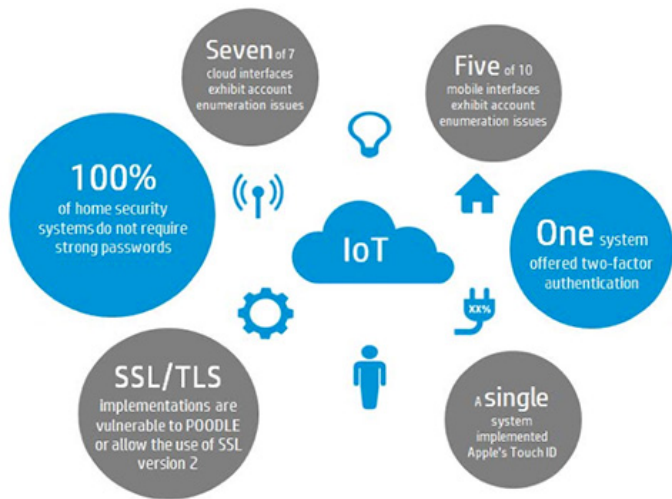 Seven of 7
cloud interfaces
exhibit account
enumeration issues
Five of 10
mobile interfaces
exhibit account
enumeration issues
100%
of home security
systems do not require
strong passwords
IoT
One system
offered two-factor
authentication
XX%
SSL/TLS
implementations are
vulnerable to POODLE
or allow the use of SSL
version 2
A single
system
implemented
Apple's Touch ID